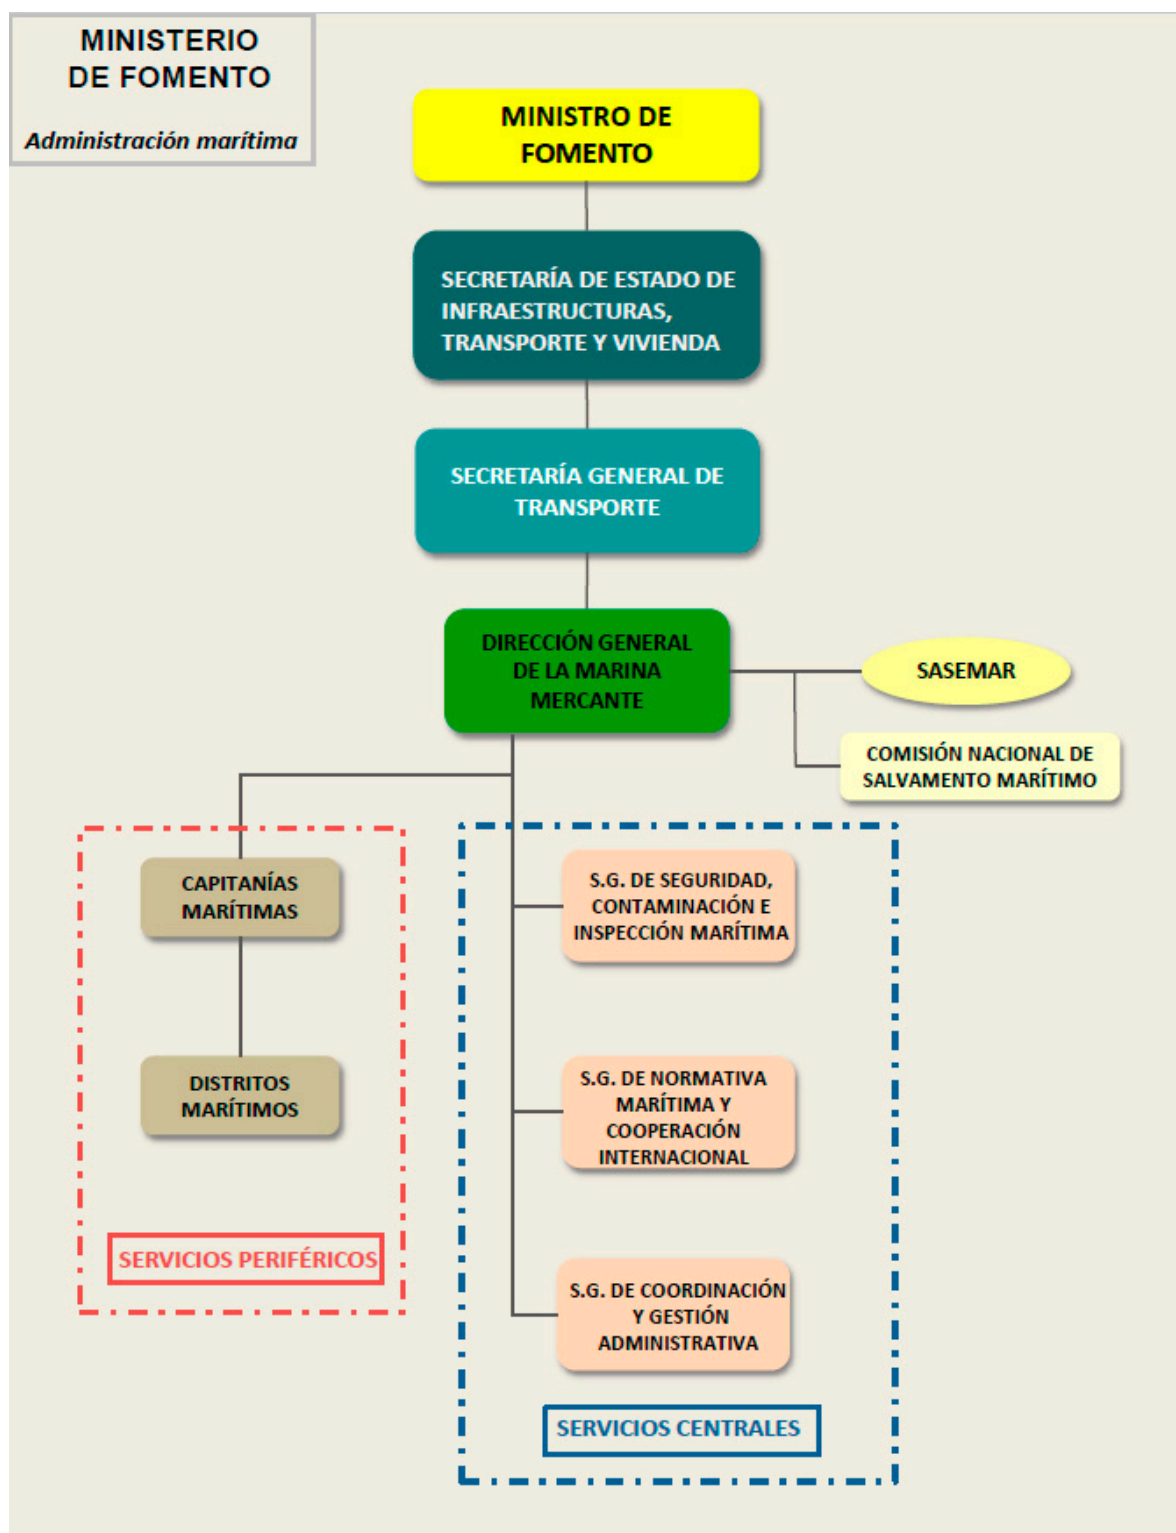 MINISTERIO
DE FOMENTO
Administración marítima
MINISTRO DE
FOMENTO
SECRETARÍA DE ESTADO DE
INFRAESTRUCTURAS,
TRANSPORTE Y VIVIENDA
SECRETARÍA GENERAL DE
TRANSPORTE
DIRECCIÓN GENERAL
DE LA MARINA
MERCANTE
SASEMAR
COMISIÓN NACIONAL DE
SALVAMENTO MARÍTIMO
CAPITANÍAS
MARÍTIMAS
DISTRITOS
MARÍTIMOS
SERVICIOS PERIFÉRICOS
S.G. DE SEGURIDAD,
CONTAMINACIÓN E
INSPECCIÓN MARÍTIMA
S.G. DE NORMATIVA
MARÍTIMA Y
COOPERACIÓN
INTERNACIONAL
S.G. DE COORDINACIÓN
Y GESTIÓN
ADMINISTRATIVA
SERVICIOS CENTRALES